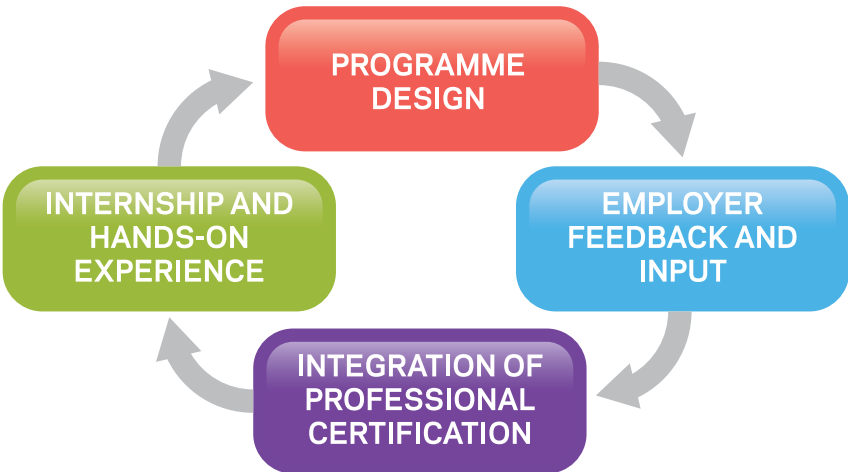 PROGRAMME
DESIGN
EMPLOYER
FEEDBACK AND
INPUT
INTEGRATION OF
PROFESSIONAL
CERTIFICATION
INTERNSHIP AND
HANDS-ON
EXPERIENCE